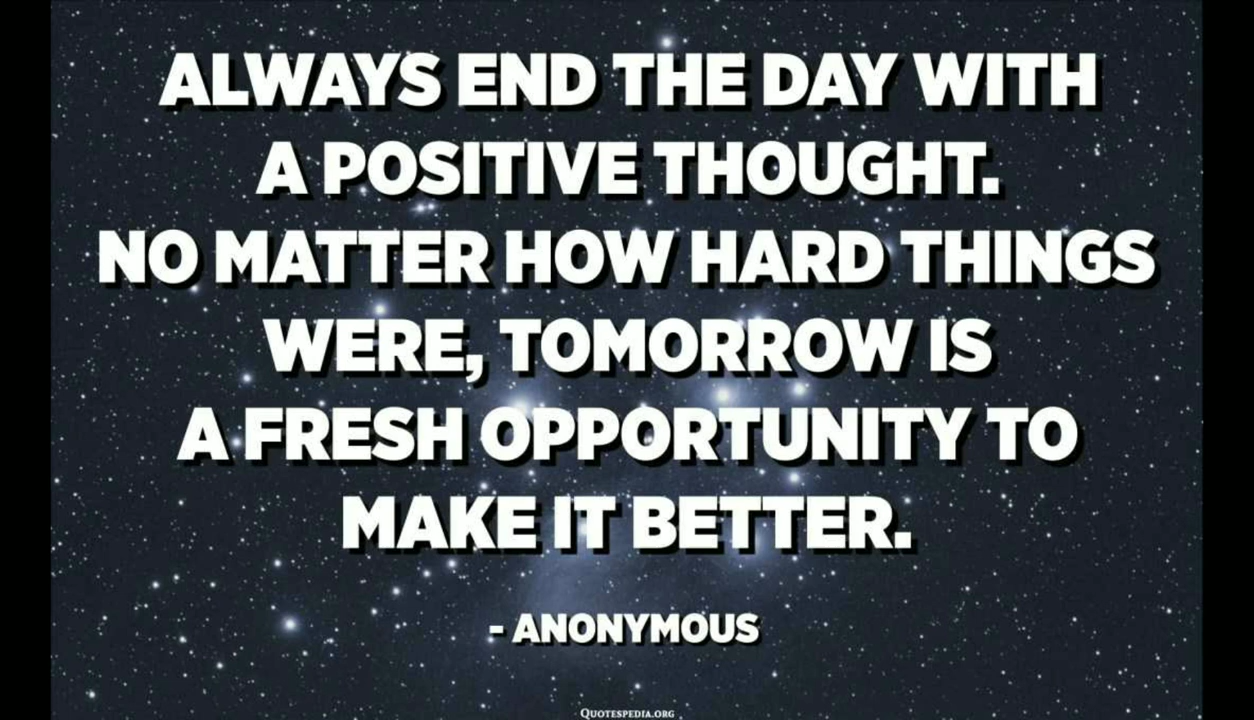 ALWAYS END THE DAY WITH
A POSITIVE THOUGHT.
NO MATTER HOW HARD THINGS
WERE, TOMORROW IS
A FRESH OPPORTUNITY TO
MAKE IT BETTER.
- ANONYMOUS
QUOTESPEDIA.ORG